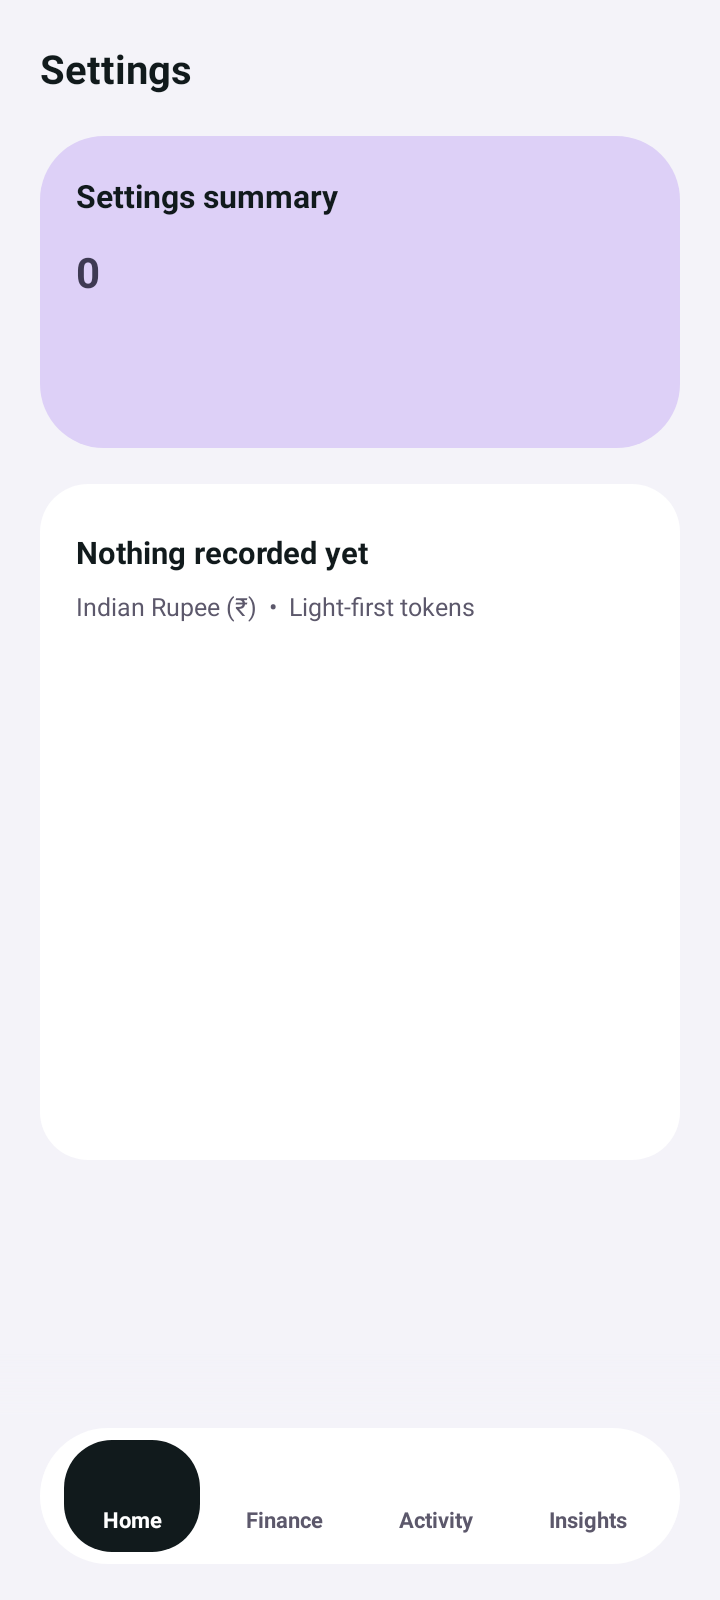 Settings
Settings summary
0
Nothing recorded yet
Indian Rupee (₹) • Light-first tokens
Home Finance Activity Insights